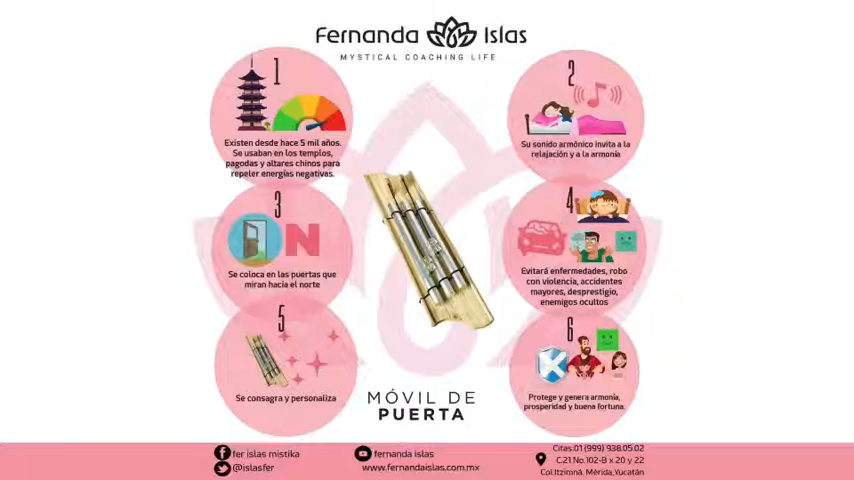 Fernanda Islas
MYSTICAL COACHING LIFE
1
Existen desde hace 5 mil años.
Se usaban en los templos,
pagodas y altares chinos para
repeler energías negativas.
2
Su sonido armónico invita a la
relajación y a la armonía
3
N
Se coloca en las puertas que
miran hacia el norte
4
Evitará enfermedades, robo
con violencia, accidentes
mayores, desprestigio,
enemigos ocultos
5
Se consagra y personaliza
6
Protege y genera armonía,
prosperidad y buena fortuna.
MÓVIL DE
PUERTA
fer islas mistika
@islasfer
fernanda islas
www.fernandaislas.com.mx
Citas:01 (999) 938.05.02
C.21 No.102-B x 20 y 22
Col.Itzimná. Mérida,Yucatán